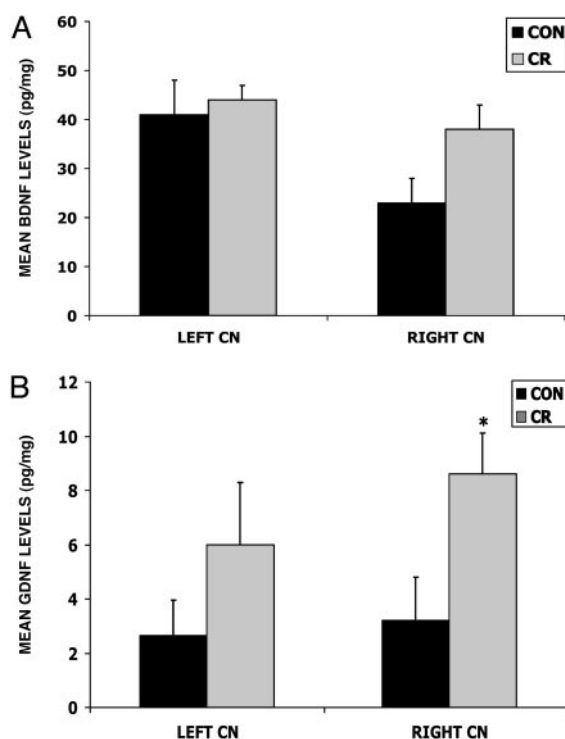 A
CON
CR
MEAN BDNF LEVELS (pg/mg)
60
50
40
30
20
10
0
LEFT CN
RIGHT CN
B
CON
CR
MEAN GDNF LEVELS (pg/mg)
12
10
8
6
4
2
0
*
LEFT CN
RIGHT CN